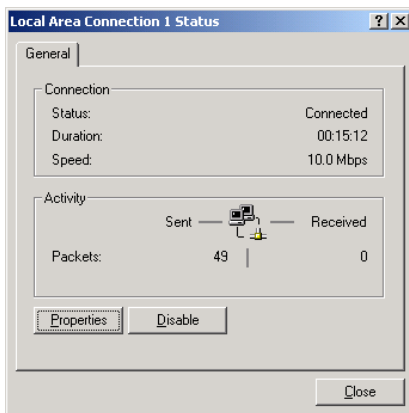 Local Area Connection 1 Status
General
Connection
Status: Connected
Duration: 00:15:12
Speed: 10.0 Mbps
Activity
Sent Received
Packets: 49 0
Properties Disable
Close